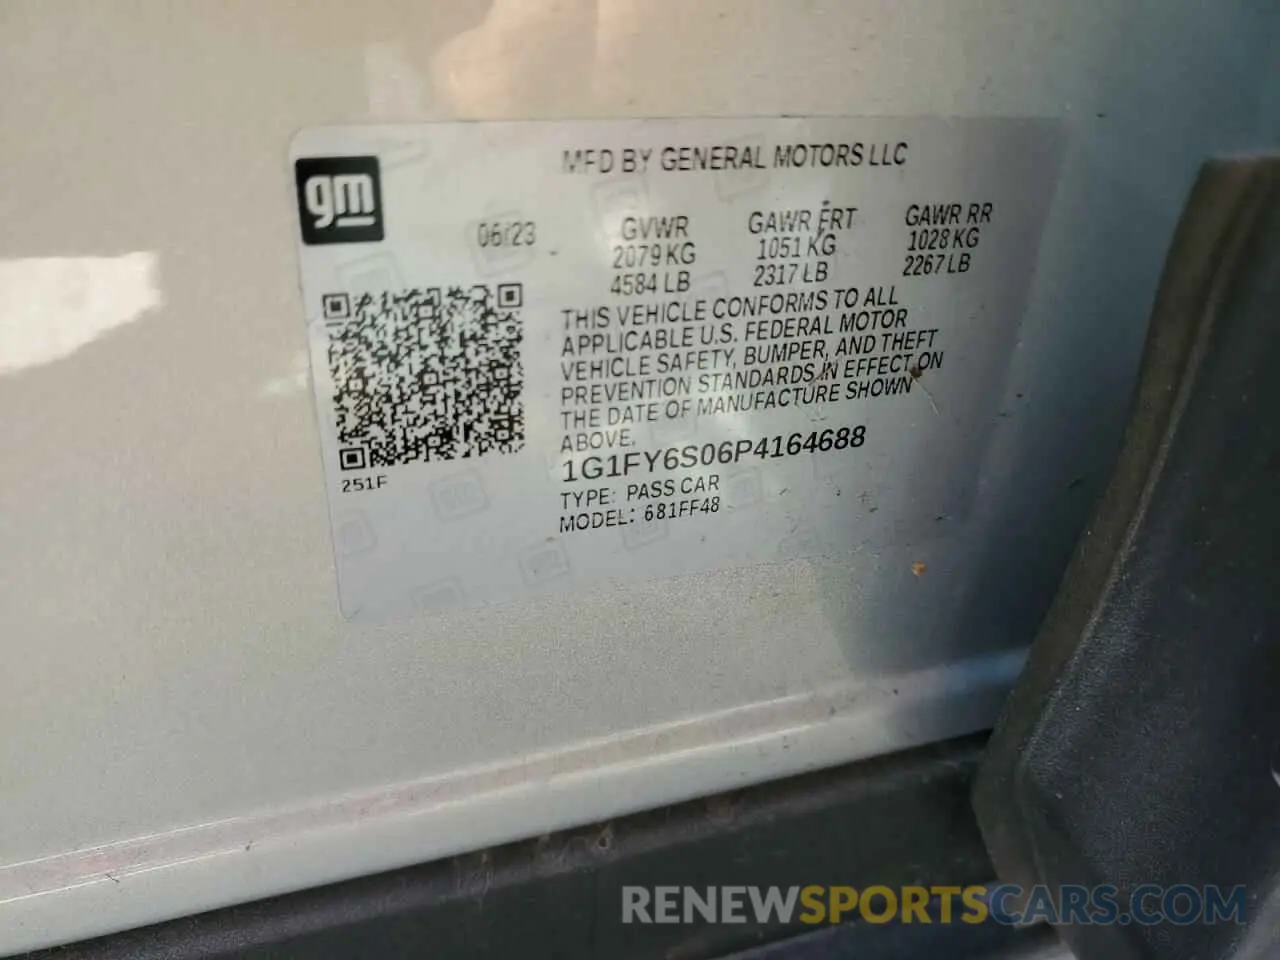 gm
MFD BY GENERAL MOTORS LLC
06/23
GVWR GAWR FRT GAWR RR
2079 KG 1051 KG 1028 KG
4584 LB 2317 LB 2267 LB
THIS VEHICLE CONFORMS TO ALL
APPLICABLE U.S. FEDERAL MOTOR
VEHICLE SAFETY, BUMPER, AND THEFT
PREVENTION STANDARDS IN EFFECT ON
THE DATE OF MANUFACTURE SHOWN
ABOVE.
1G1FY6S06P4164688
251F
TYPE: PASS CAR
MODEL: 681FF48
RENEWSPORTSCARS.COM